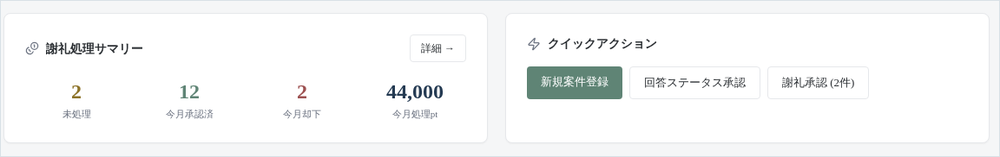 謝礼処理サマリー
詳細 →
2
12
2
44,000
未処理
今月承認済
今月却下
今月処理pt
クイックアクション
新規案件登録
回答ステータス承認
謝礼承認 (2件)